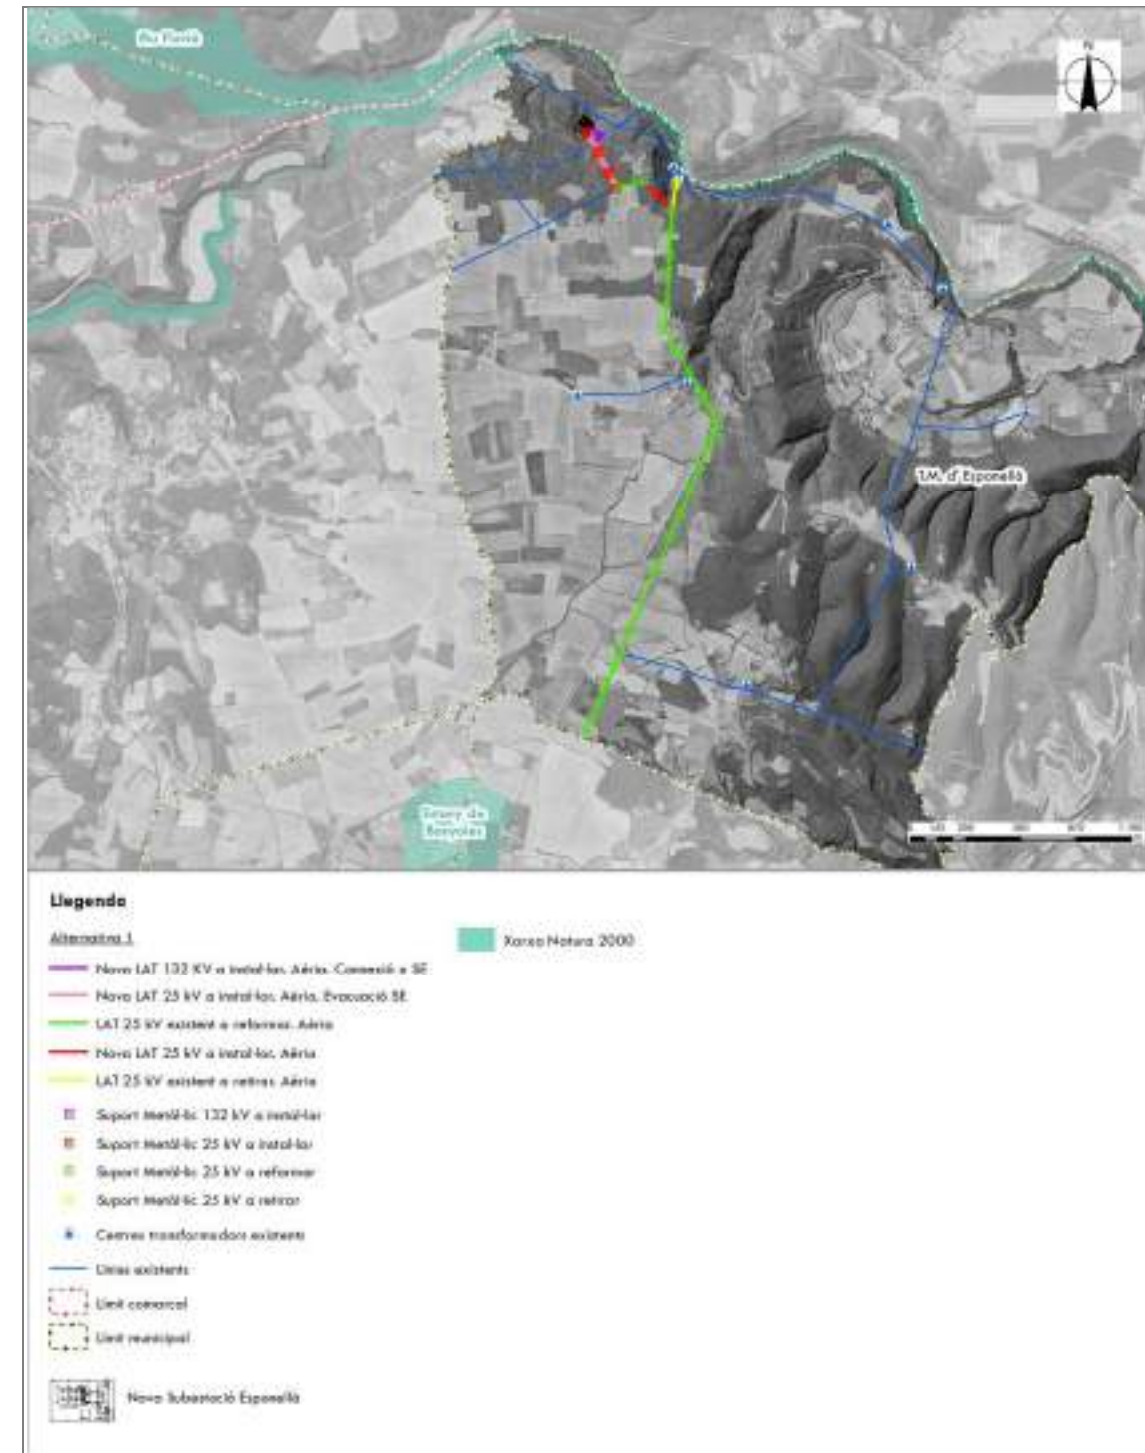 Riu Fluvià
N
T.M. d'Esponellà
Estany de
Banyoles
Llegenda
Alternativa 1
Xarxa Natura 2000
Nova LAT 132 KV a instal·lar. Aèria. Connexió a SE
Nova LAT 25 kV a instal·lar. Aèria. Evacuació SE
LAT 25 kV existent a reformar. Aèria
Nova LAT 25 kV a instal·lar. Aèria
LAT 25 kV existent a retirar. Aèria
Suport Metàl·lic 132 kV a instal·lar
Suport Metàl·lic 25 kV a instal·lar
Suport Metàl·lic 25 kV a reformar
Suport Metàl·lic 25 kV a retirar
Centres transformadors existents
Línies existents
Límit comarcal
Límit municipal
Nova Subestació Esponellà